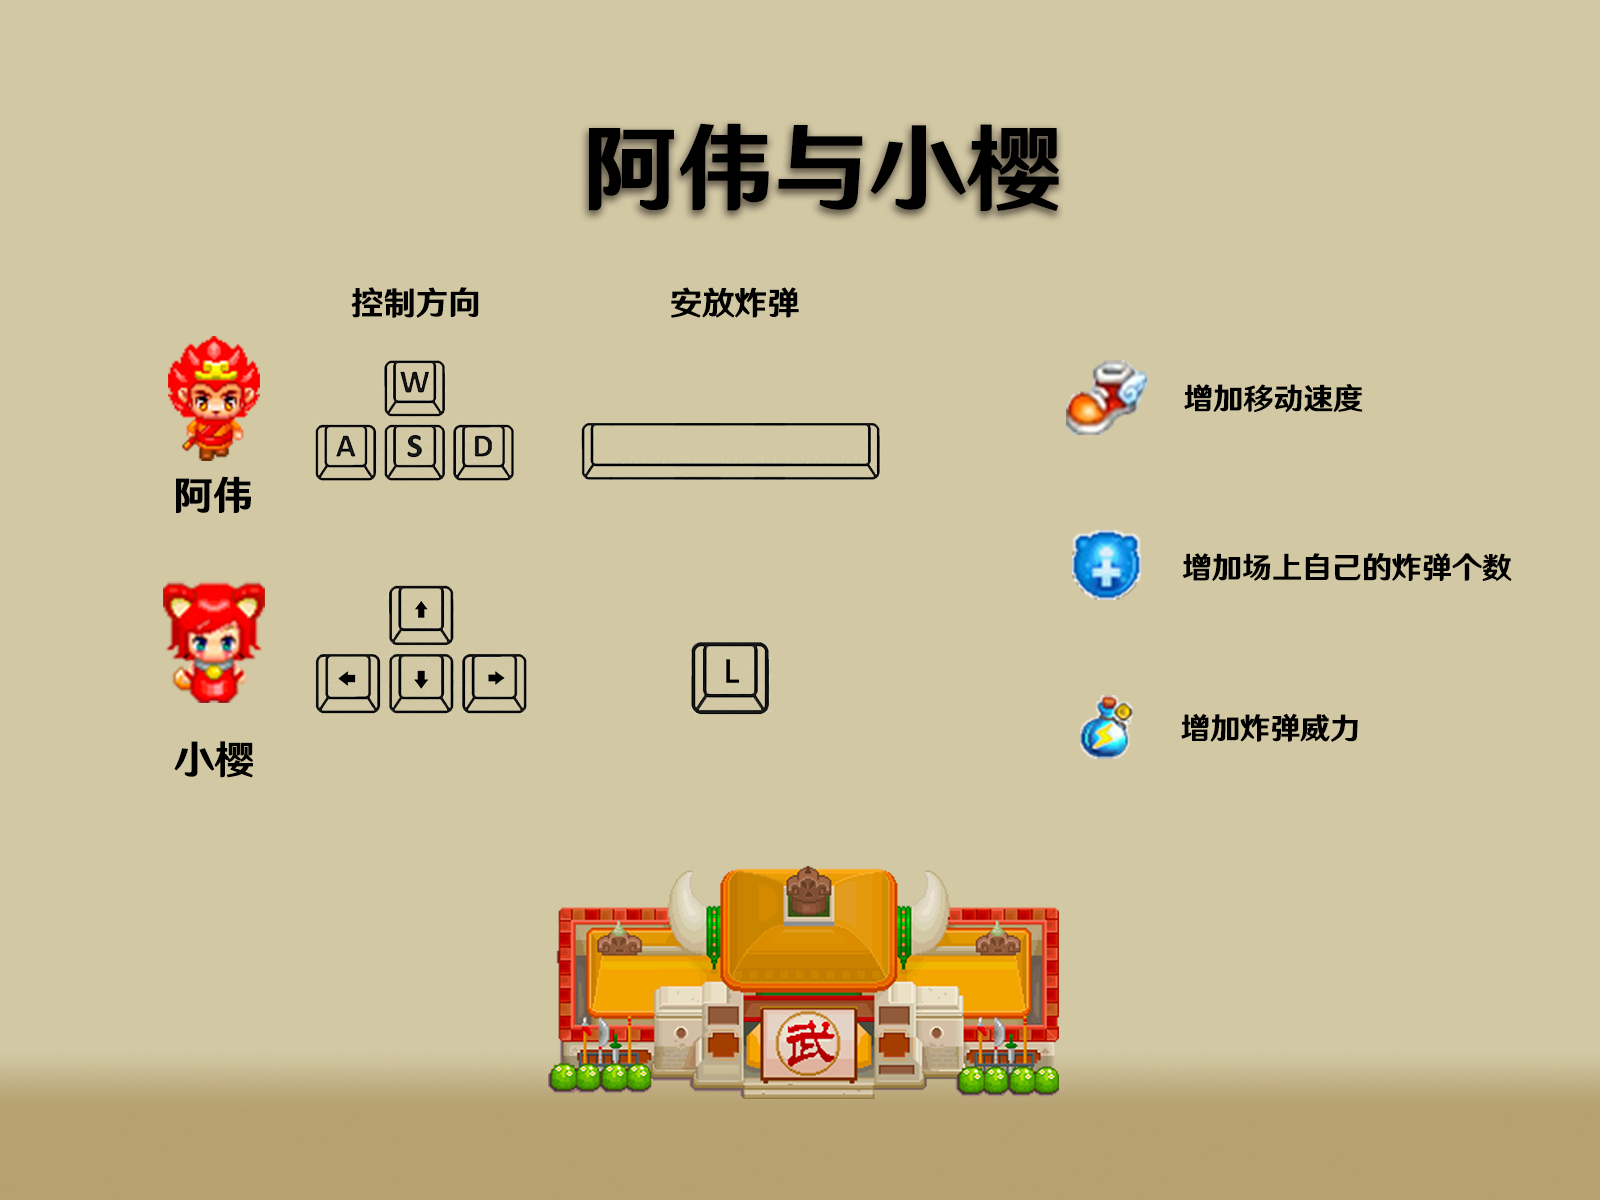 阿伟与小樱
控制方向
安放炸弹
W
A S D
阿伟
↑
← ↓ →
L
小樱
增加移动速度
增加场上自己的炸弹个数
增加炸弹威力
武